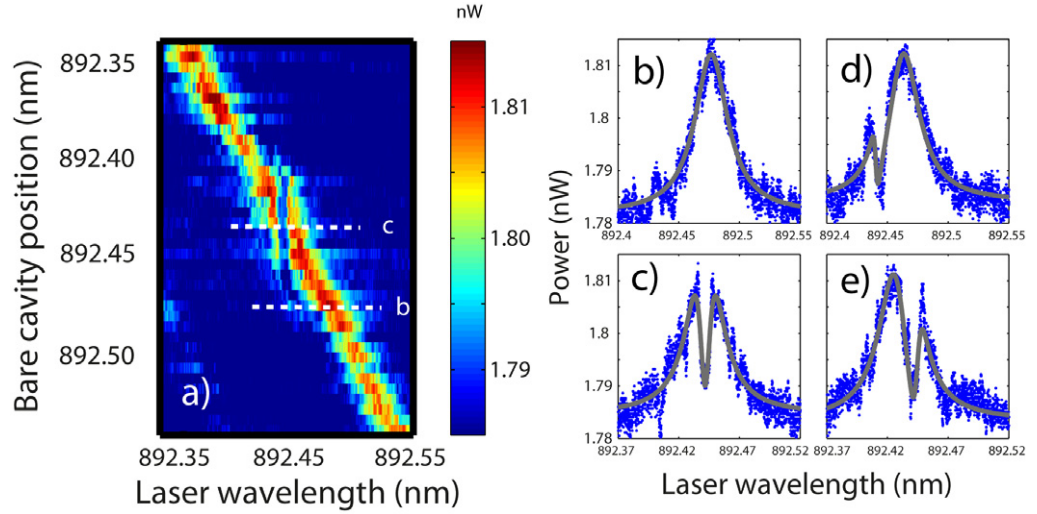 nW
892.35
892.40
892.45
892.50
Bare cavity position (nm)
c
b
a)
892.35
892.45
892.55
Laser wavelength (nm)
1.81
1.80
1.79
b)
1.81
1.8
1.79
1.78
892.4
892.45
892.5
892.55
d)
892.4
892.45
892.5
892.55
Power (nW)
c)
1.81
1.8
1.79
1.78
892.37
892.42
892.47
892.52
e)
892.37
892.42
892.47
892.52
Laser wavelength (nm)